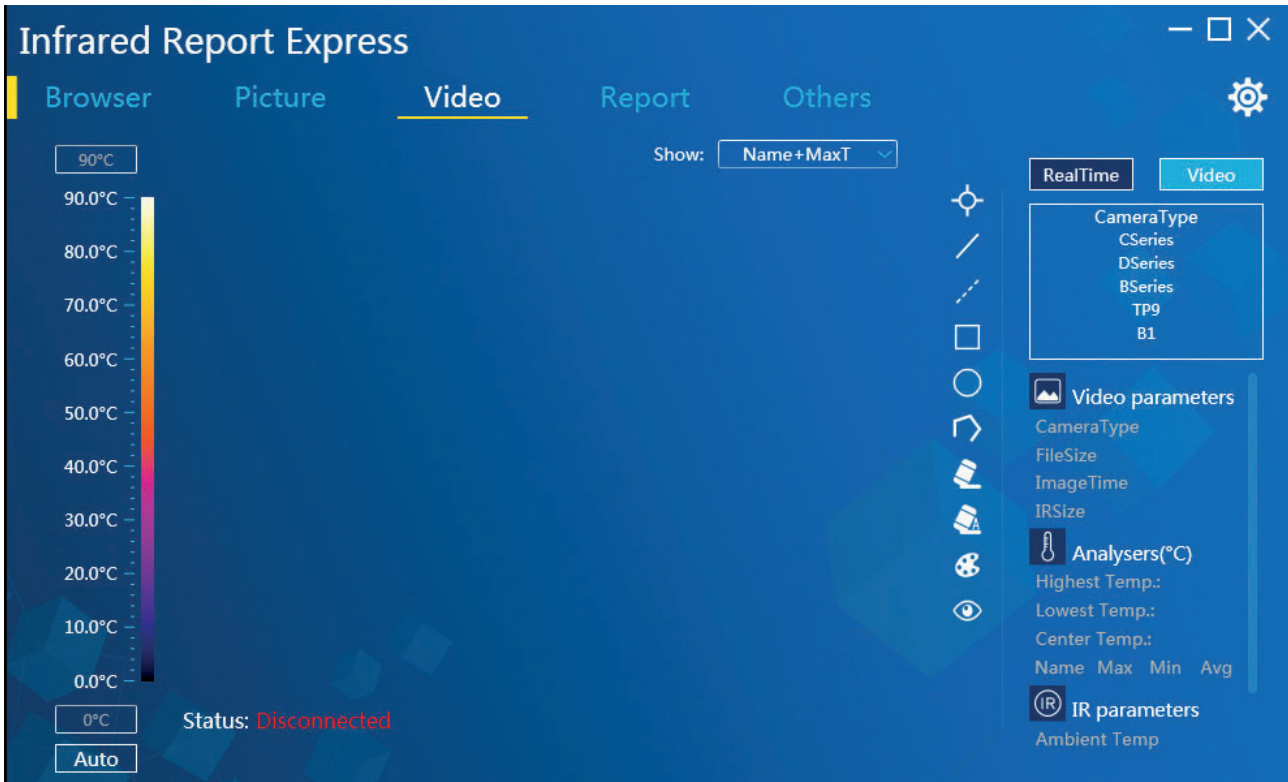 Infrared Report Express
Browser Picture Video Report Others
90°C
Show: Name+MaxT
90.0°C
80.0°C
70.0°C
60.0°C
50.0°C
40.0°C
30.0°C
20.0°C
10.0°C
0.0°C
0°C
Auto
Status: Disconnected
A
RealTime Video
CameraType
CSeries
DSeries
BSeries
TP9
B1
Video parameters
CameraType
FileSize
ImageTime
IRSize
Analysers(°C)
Highest Temp.:
Lowest Temp.:
Center Temp.:
Name Max Min Avg
IR IR parameters
Ambient Temp